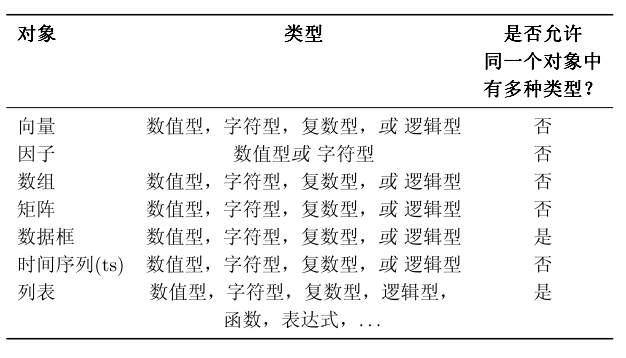 对象 类型 是否允许
同一个对象中
有多种类型？
向量 数值型，字符型，复数型，或 逻辑型 否
因子 数值型或 字符型 否
数组 数值型，字符型，复数型，或 逻辑型 否
矩阵 数值型，字符型，复数型，或 逻辑型 否
数据框 数值型，字符型，复数型，或 逻辑型 是
时间序列(ts) 数值型，字符型，复数型，或 逻辑型 否
列表 数值型，字符型，复数型，逻辑型， 是
函数，表达式，...